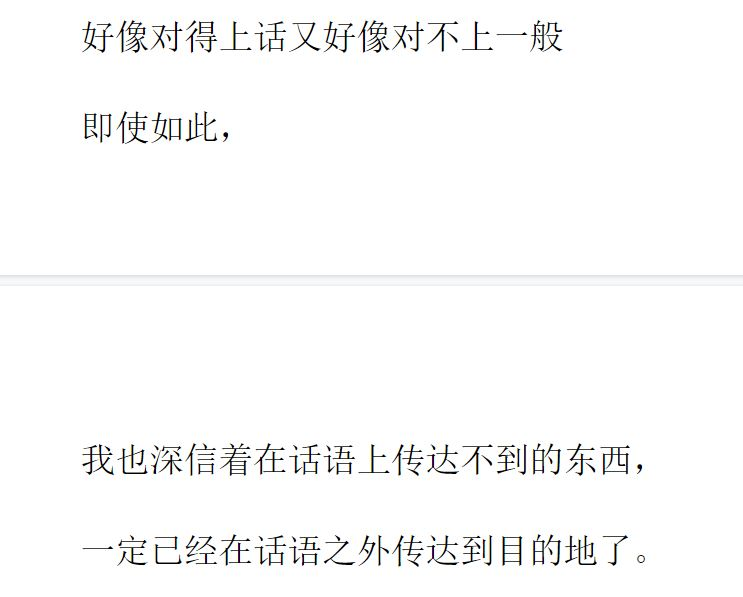 好像对得上话又好像对不上一般
即使如此，
我也深信着在话语上传达不到的东西，
一定已经在话语之外传达到目的地了。